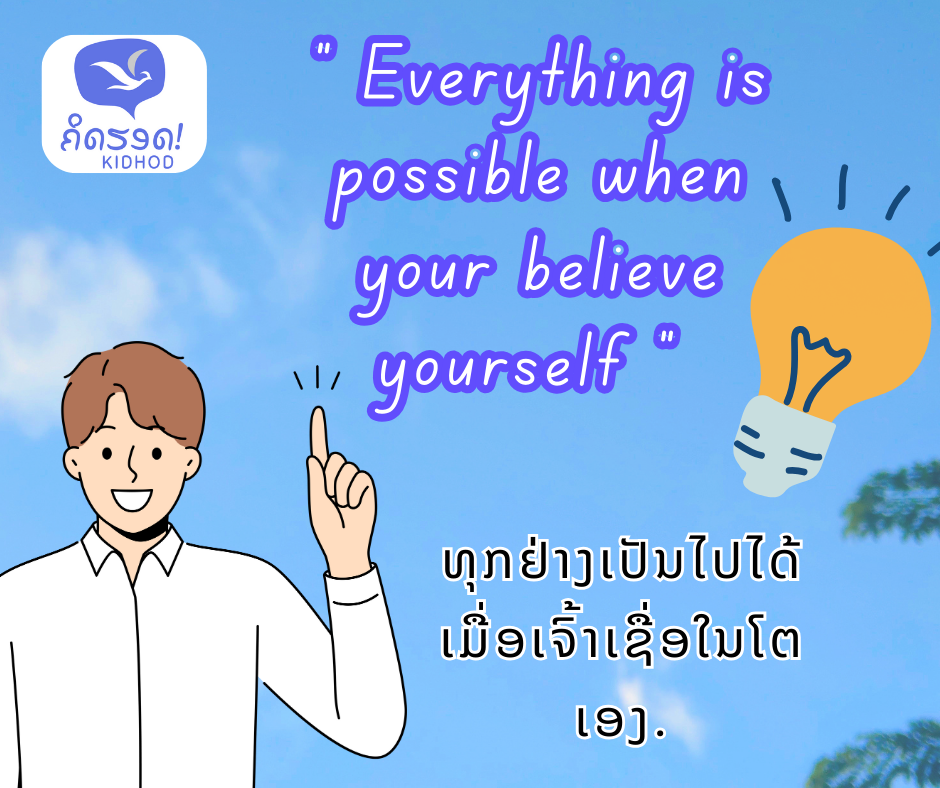 ຄິດຮອດ!
KIDHOD
" Everything is
possible when
your believe
yourself "
ທຸກຢ່າງເປັນໄປໄດ້
ເມື່ອເຈົ້າເຊື່ອໃນໂຕ
ເອງ.